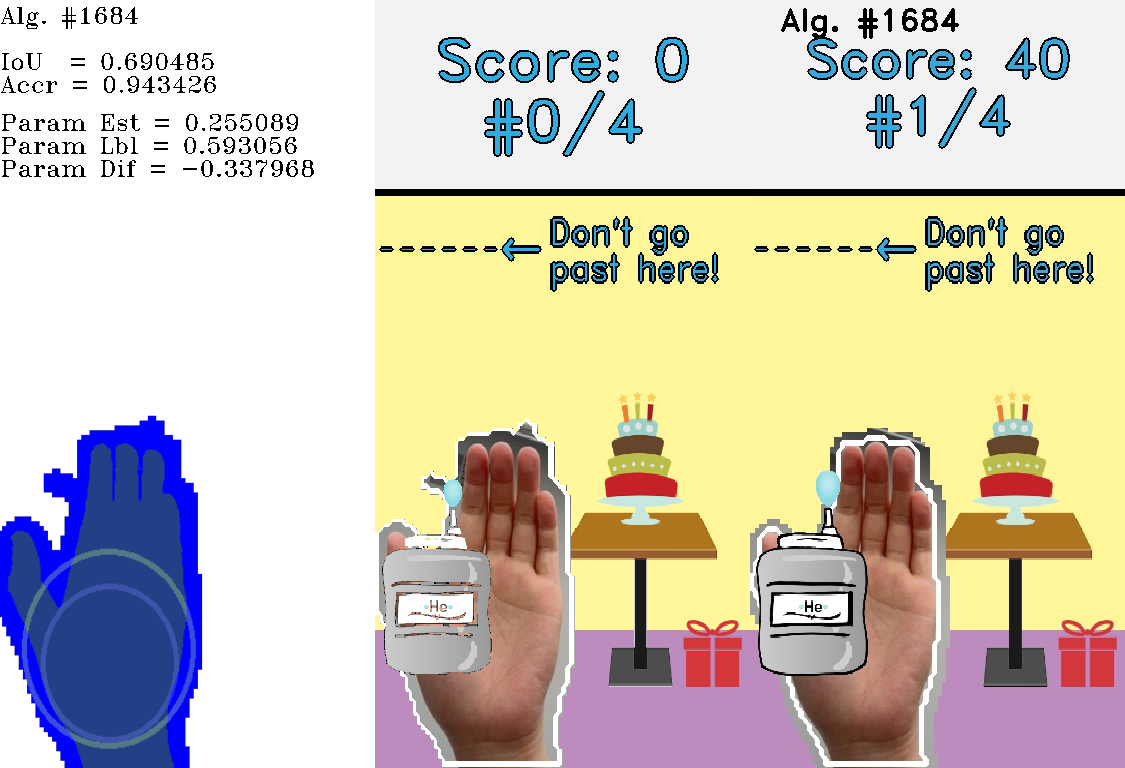 Alg. #1684
IoU = 0.690485
Accr = 0.943426
Param Est = 0.255089
Param Lbl = 0.593056
Param Dif = −0.337968
Score: 0
#0/4
Don't go
past here!
He
Alg. #1684
Score: 40
#1/4
Don't go
past here!
He